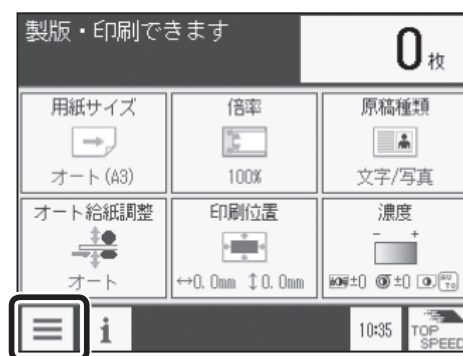 製版・印刷できます
0枚
用紙サイズ
倍率
原稿種類
オート(A3)
100%
文字/写真
オート給紙調整
印刷位置
濃度
- +
オート
↔0.0mm ↕0.0mm
±0 ±0 AUTO
i
10:35
TOP SPEED